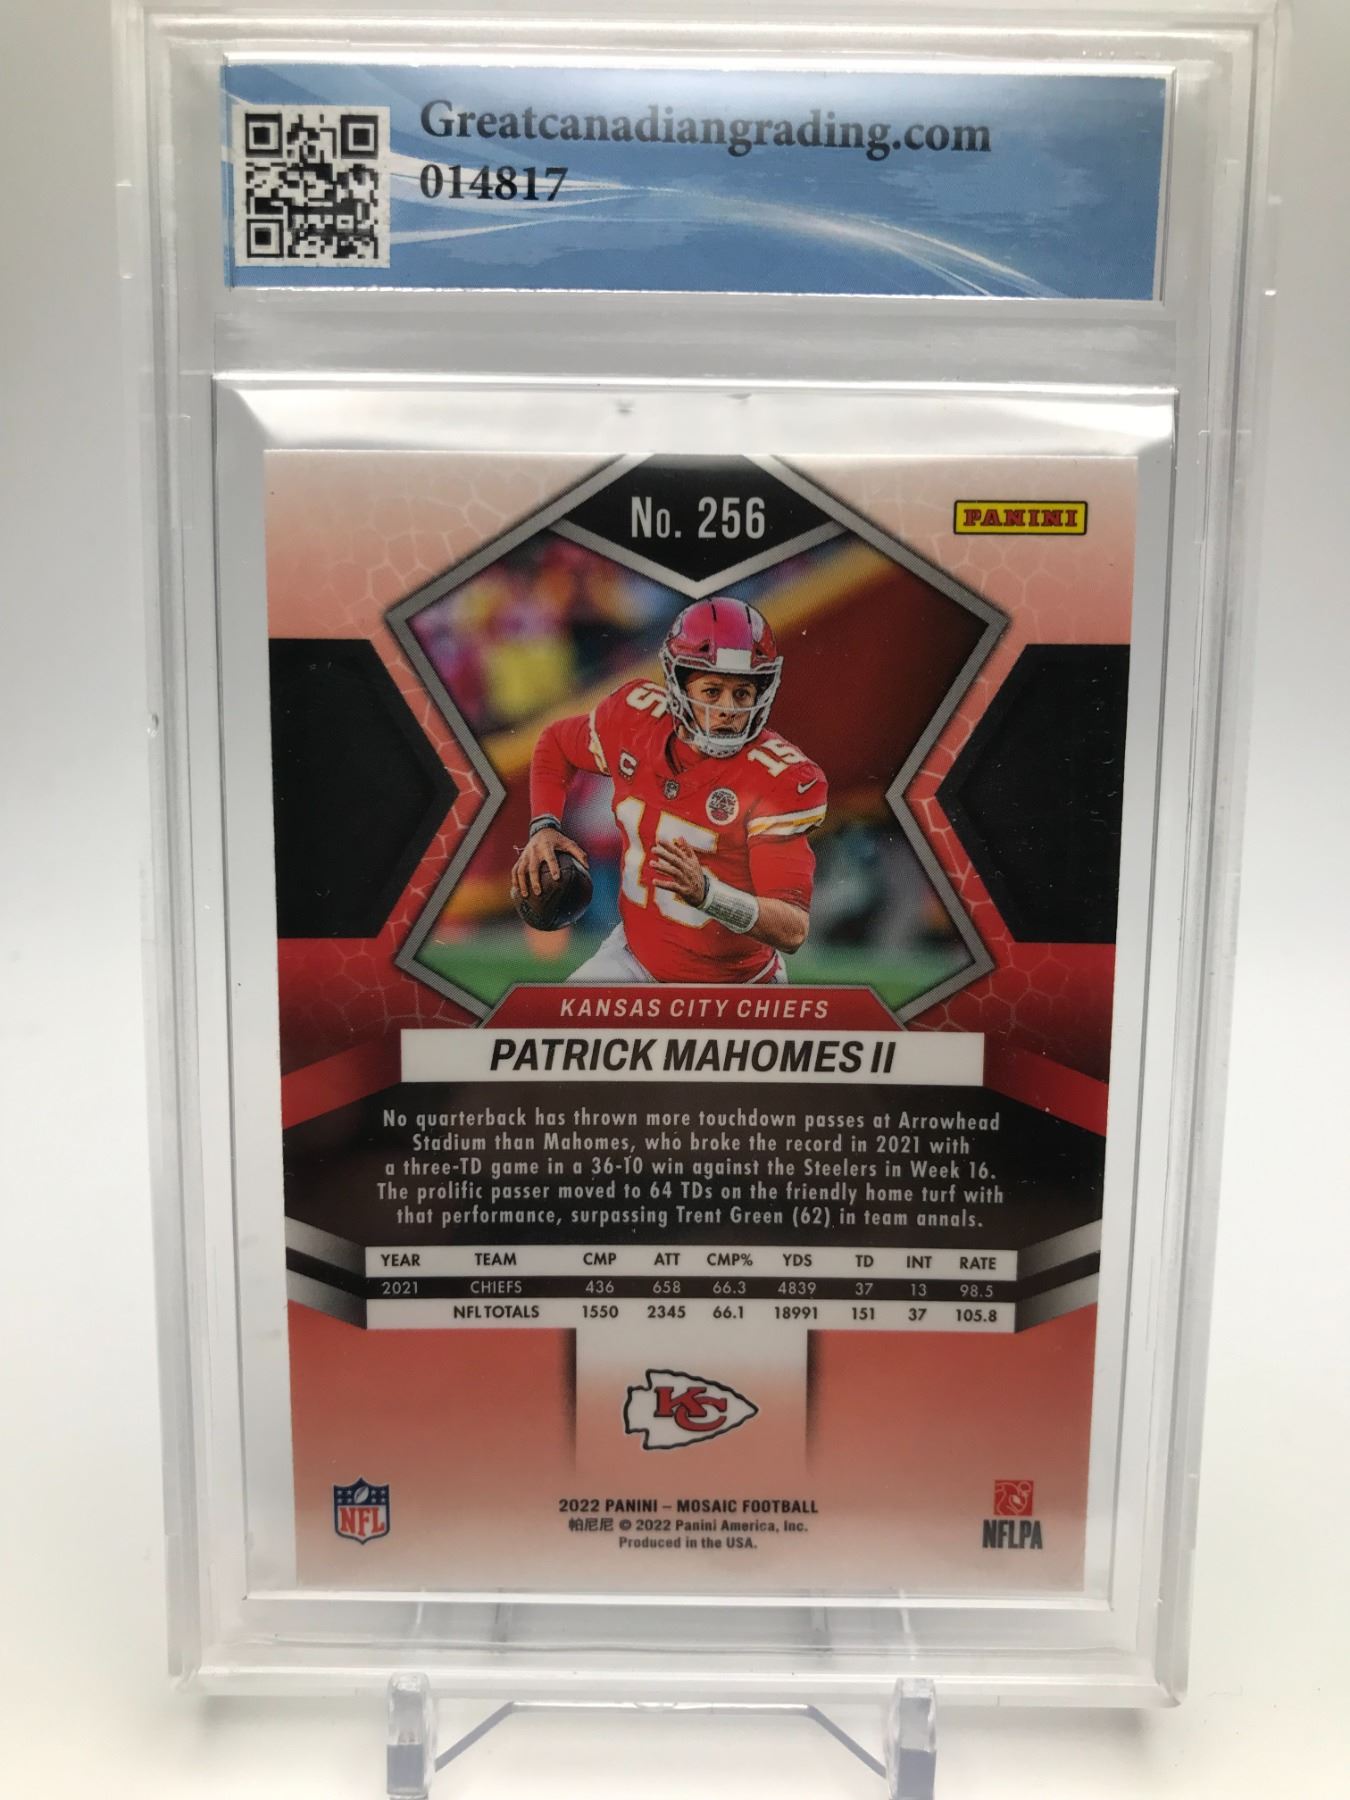 Greatcanadiangrading.com
014817
No. 256
PANINI
15
15
C
15
KANSAS CITY CHIEFS
PATRICK MAHOMES II
No quarterback has thrown more touchdown passes at Arrowhead
Stadium than Mahomes, who broke the record in 2021 with
a three-TD game in a 36-10 win against the Steelers in Week 16.
The prolific passer moved to 64 TDs on the friendly home turf with
that performance, surpassing Trent Green (62) in team annals.
YEAR TEAM CMP ATT CMP% YDS TD INT RATE
2021 CHIEFS 436 658 66.3 4839 37 13 98.5
NFL TOTALS 1550 2345 66.1 18991 151 37 105.8
KC
NFL
2022 PANINI – MOSAIC FOOTBALL
帕尼尼 © 2022 Panini America, Inc.
Produced in the USA.
NFLPA